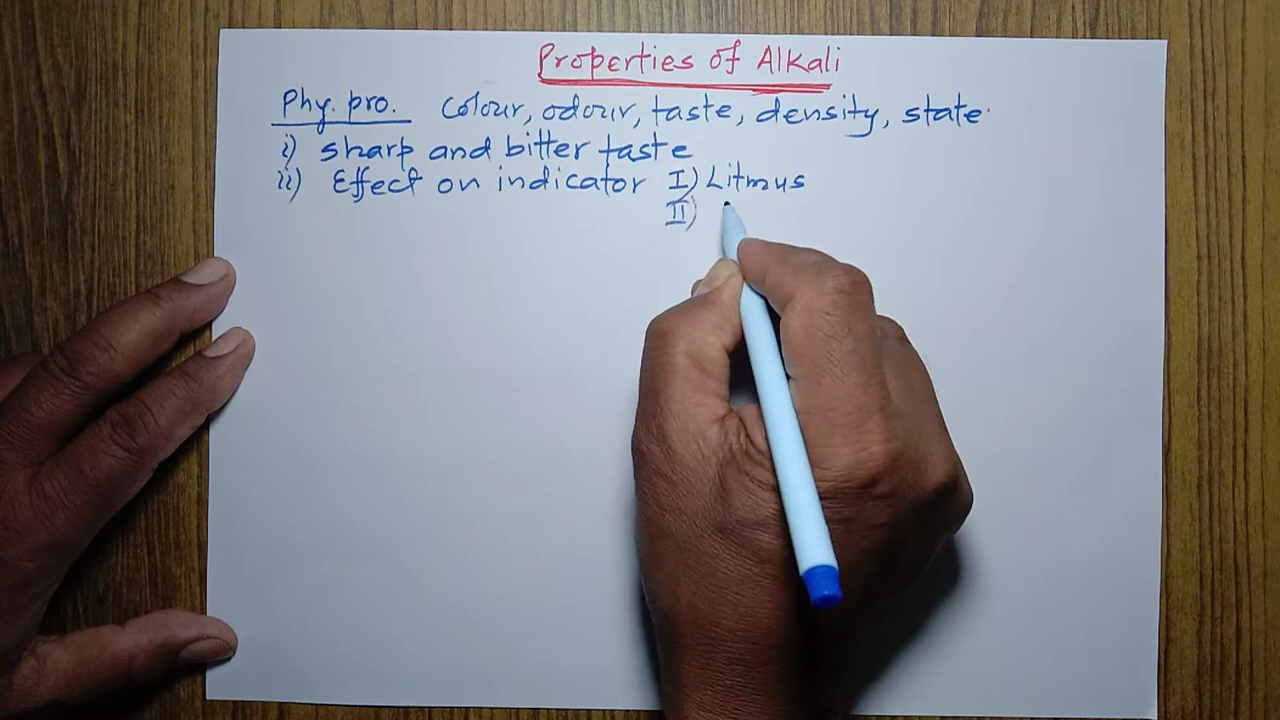 Properties of Alkali
Phy. pro. Colour, odour, taste, density, state.
i) sharp and bitter taste
ii) Effect on indicator I) Litmus
II)